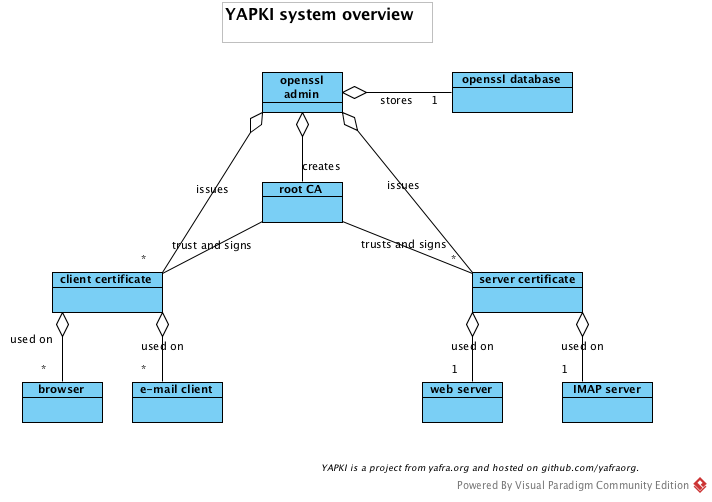 YAPKI system overview
openssl
admin
openssl database
stores 1
creates
issues
issues
root CA
trust and signs
trusts and signs
*
*
client certificate
server certificate
used on
used on
used on
used on
*
*
1
1
browser
e-mail client
web server
IMAP server
YAPKI is a project from yafra.org and hosted on github.com/yafraorg.
Powered By Visual Paradigm Community Edition